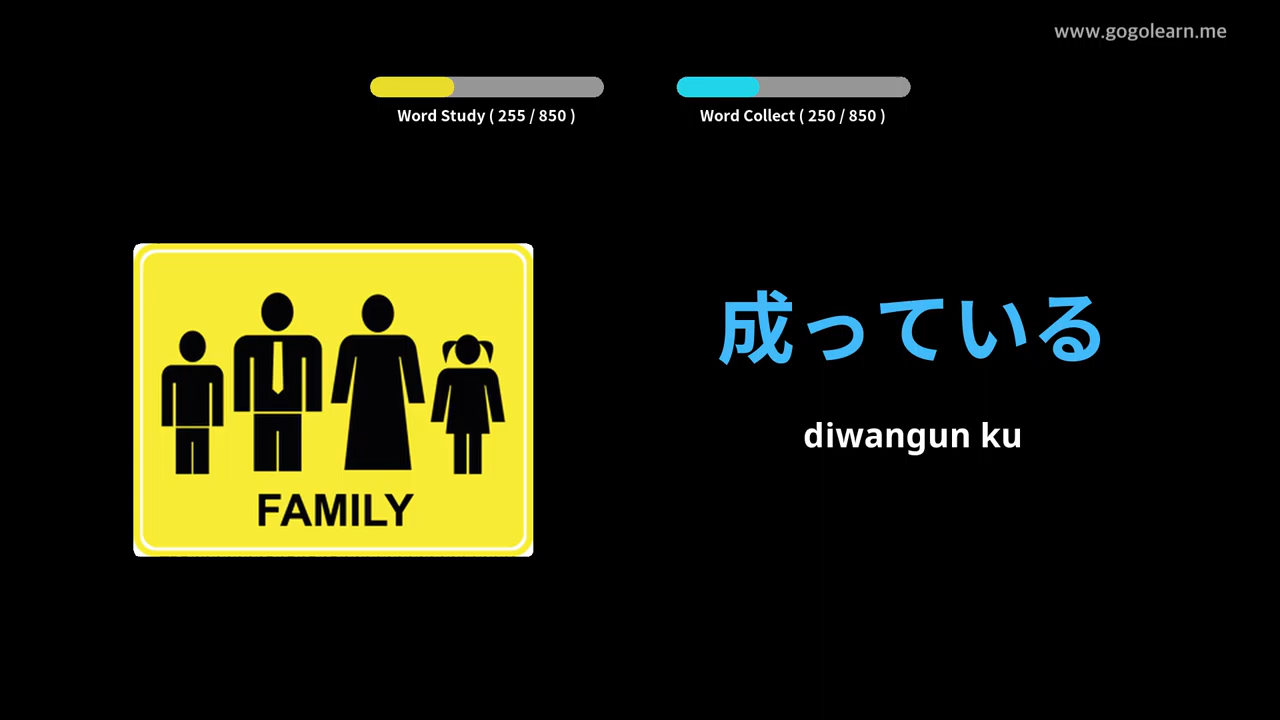 www.gogolearn.me
Word Study ( 255 / 850 )
Word Collect ( 250 / 850 )
FAMILY
成っている
diwangun ku